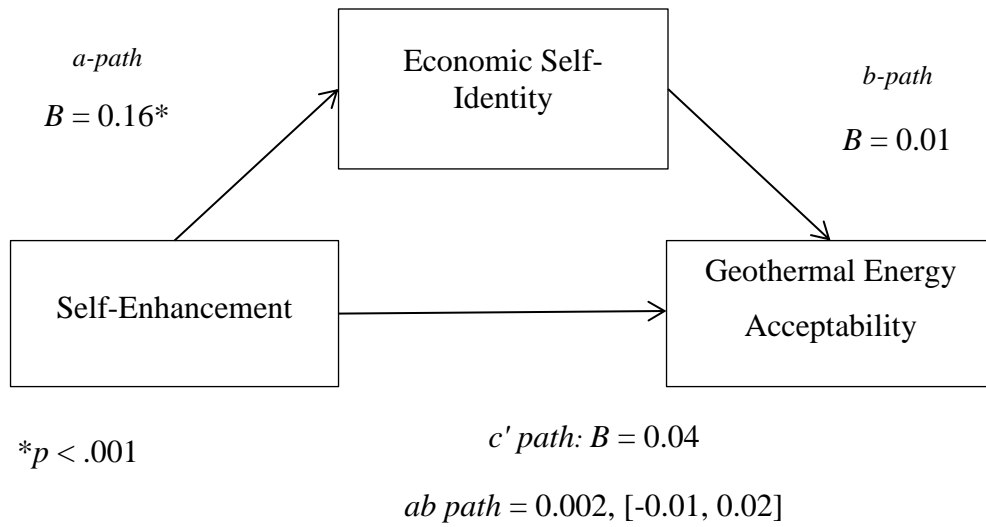 a-path
B = 0.16*
Economic Self-
Identity
b-path
B = 0.01
Self-Enhancement
Geothermal Energy
Acceptability
*p < .001
c' path: B = 0.04
ab path = 0.002, [-0.01, 0.02]